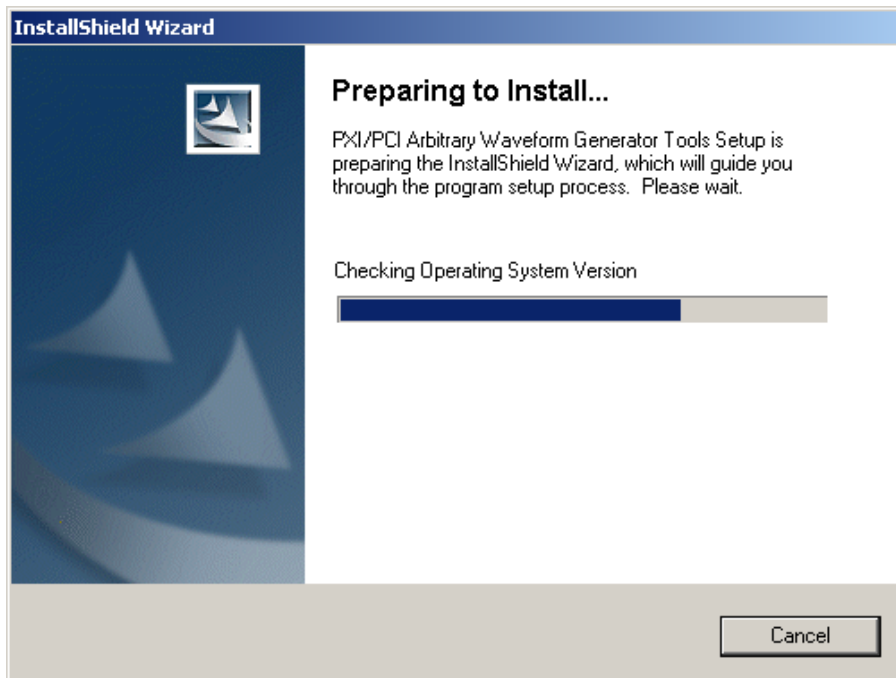 InstallShield Wizard
Preparing to Install...
PXI/PCI Arbitrary Waveform Generator Tools Setup is
preparing the InstallShield Wizard, which will guide you
through the program setup process.  Please wait.
Checking Operating System Version
Cancel